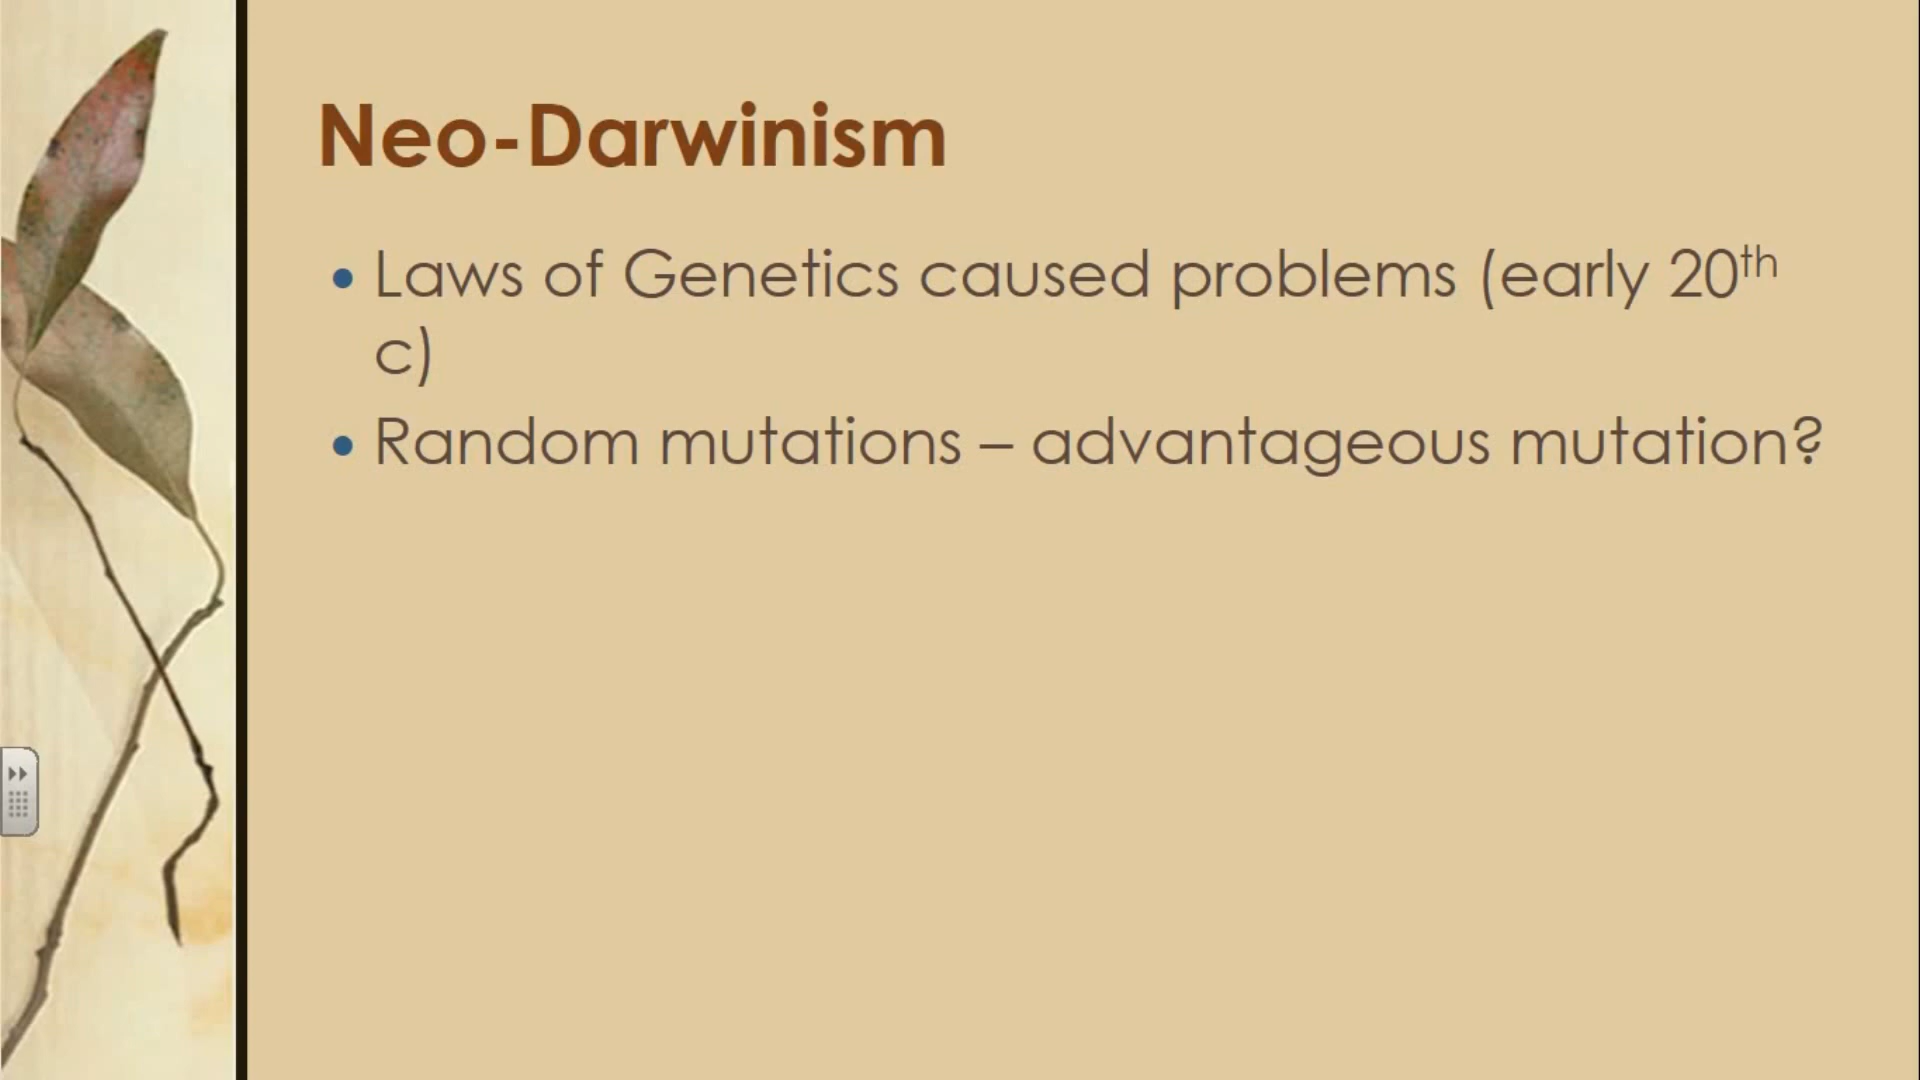 Neo-Darwinism
• Laws of Genetics caused problems (early 20th
c)
• Random mutations – advantageous mutation?